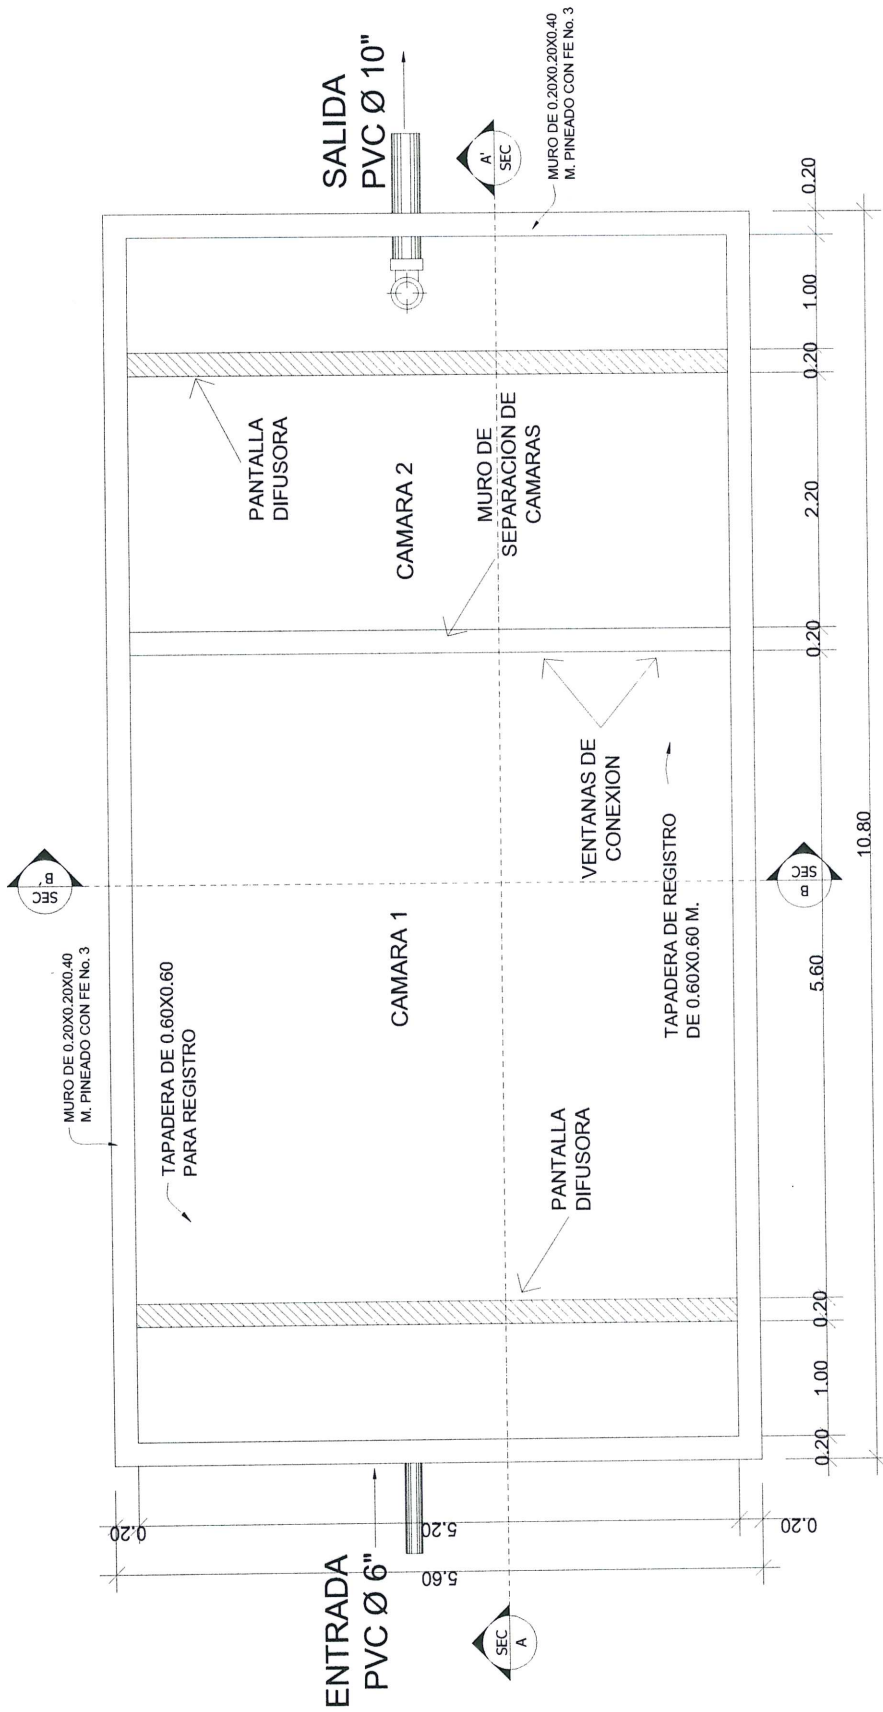 SALIDA
PVC Ø 10"
A'
SEC
MURO DE 0.20X0.20X0.40
M. PINEADO CON FE No. 3
PANTALLA
DIFUSORA
CAMARA 2
MURO DE
SEPARACION DE
CAMARAS
VENTANAS DE
CONEXION
TAPADERA DE REGISTRO
DE 0.60X0.60 M.
SEC
B'
SEC
B
MURO DE 0.20X0.20X0.40
M. PINEADO CON FE No. 3
TAPADERA DE 0.60X0.60
PARA REGISTRO
CAMARA 1
PANTALLA
DIFUSORA
ENTRADA
PVC Ø 6"
SEC
A
0.20
5.20
0.20
5.60
0.20
1.00
0.20
5.60
0.20
2.20
0.20
1.00
0.20
10.80